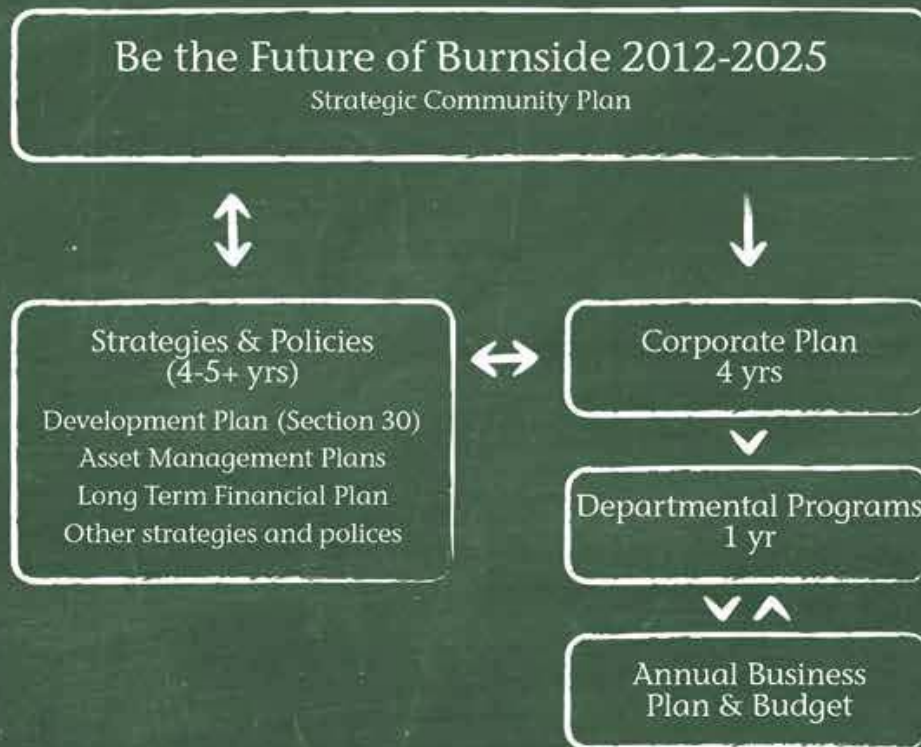 Be the Future of Burnside 2012-2025
Strategic Community Plan
Strategies & Policies
(4-5+ yrs)
Development Plan (Section 30)
Asset Management Plans
Long Term Financial Plan
Other strategies and polices
Corporate Plan
4 yrs
Departmental Programs
1 yr
Annual Business
Plan & Budget